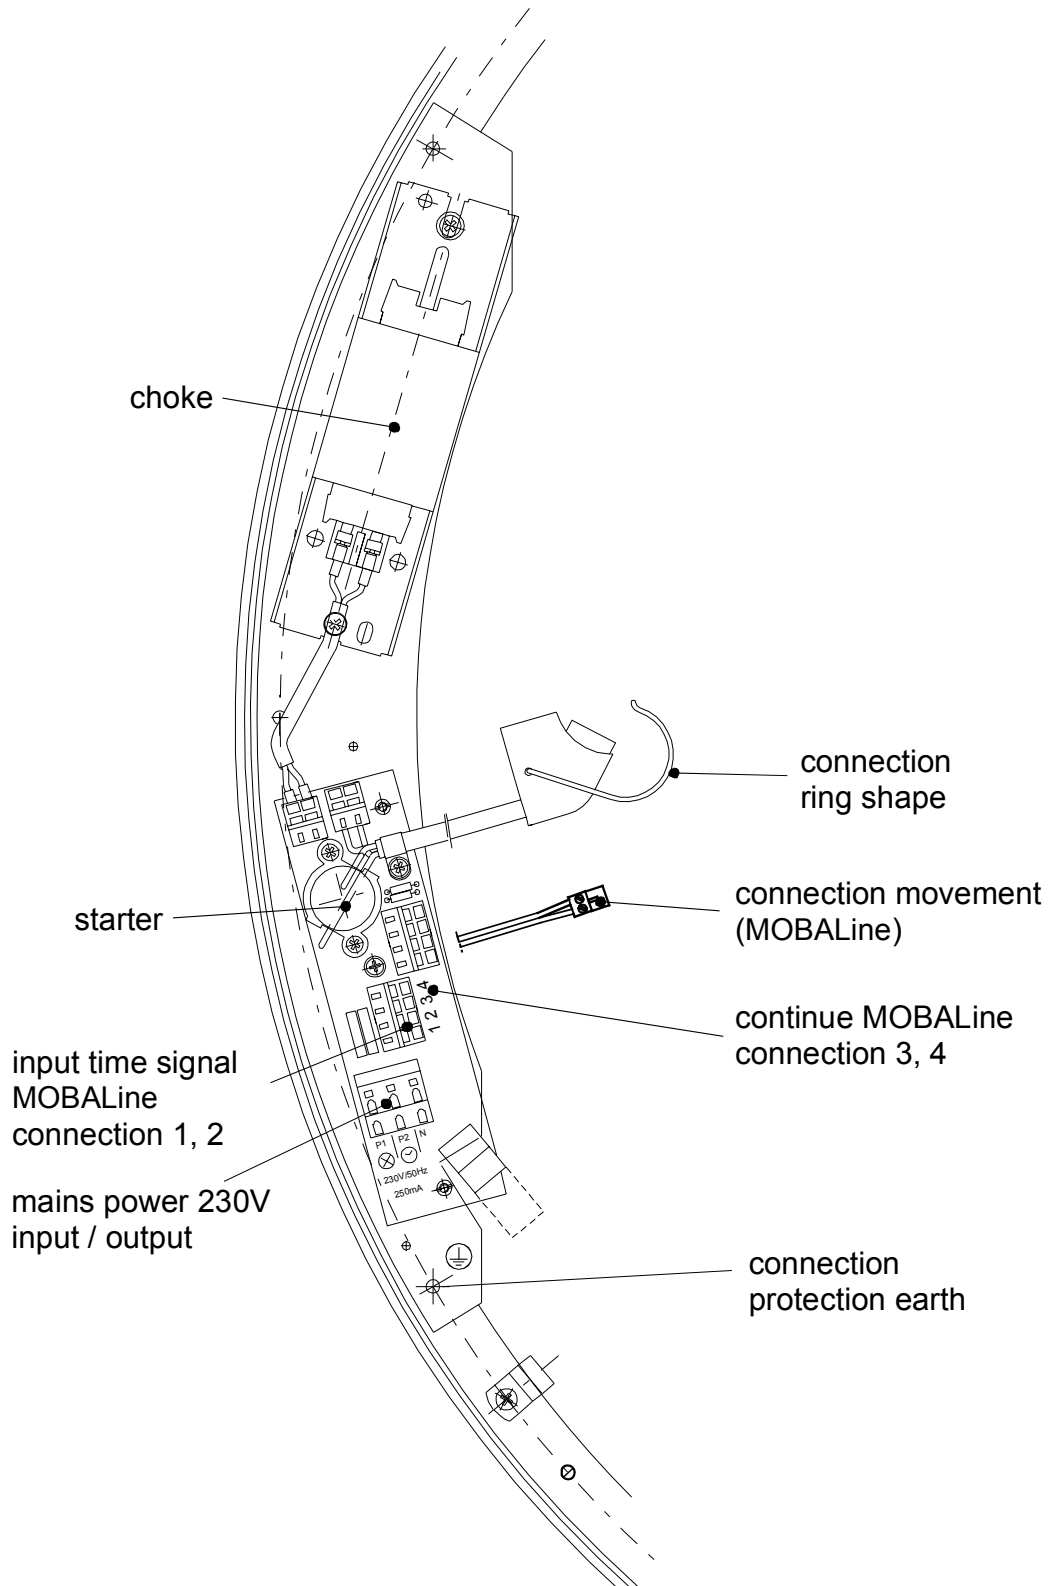 choke
connection
ring shape
starter
connection movement
(MOBALine)
1 2 3 4
continue MOBALine
connection 3, 4
input time signal
MOBALine
connection 1, 2
P1 P2 N
230V/50Hz
250mA
mains power 230V
input / output
connection
protection earth